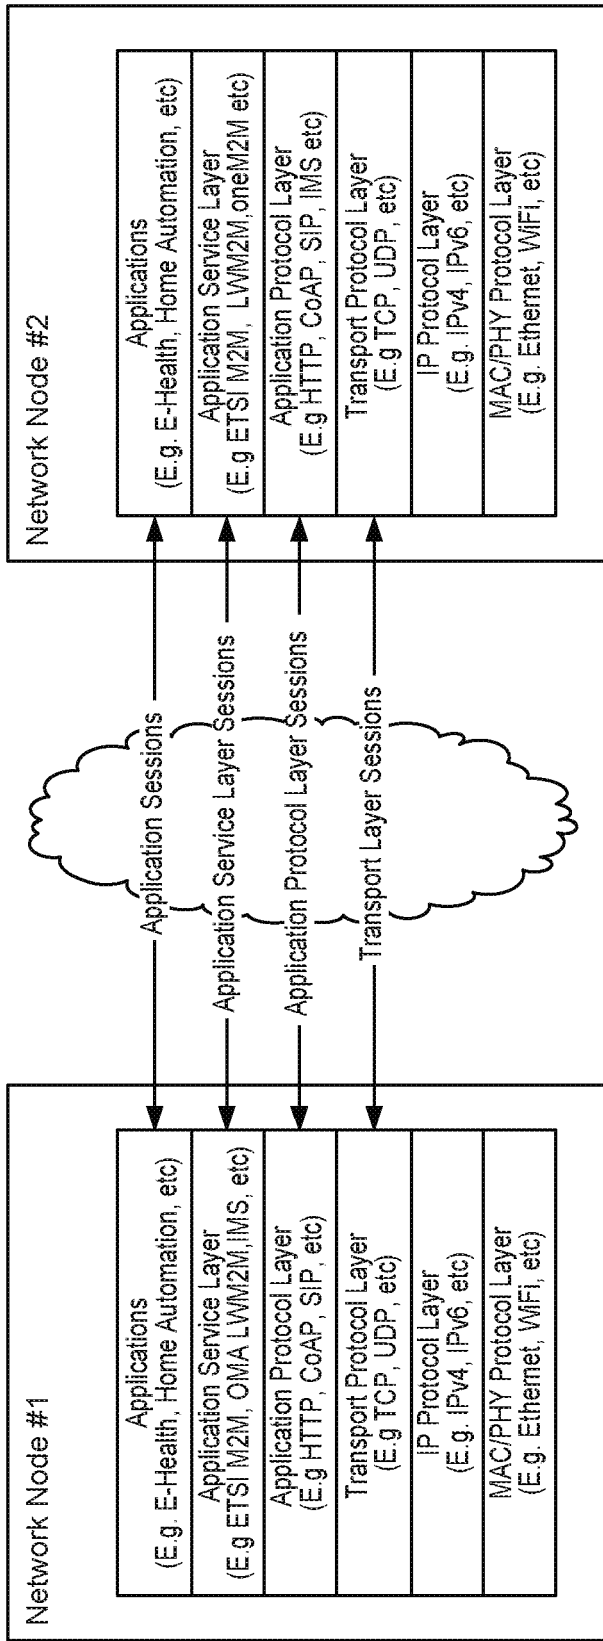 Network Node #1
Applications
(E.g. E-Health, Home Automation, etc)
Application Service Layer
(E.g ETSI M2M, OMA LWM2M,IMS, etc)
Application Protocol Layer
(E.g HTTP, CoAP, SIP, etc)
Transport Protocol Layer
(E.g TCP, UDP, etc)
IP Protocol Layer
(E.g. IPv4, IPv6, etc)
MAC/PHY Protocol Layer
(E.g. Ethernet, WiFi, etc)
Application Sessions
Application Service Layer Sessions
Application Protocol Layer Sessions
Transport Layer Sessions
Network Node #2
Applications
(E.g. E-Health, Home Automation, etc)
Application Service Layer
(E.g ETSI M2M, LWM2M,oneM2M etc)
Application Protocol Layer
(E.g HTTP, CoAP, SIP, IMS etc)
Transport Protocol Layer
(E.g TCP, UDP, etc)
IP Protocol Layer
(E.g. IPv4, IPv6, etc)
MAC/PHY Protocol Layer
(E.g. Ethernet, WiFi, etc)